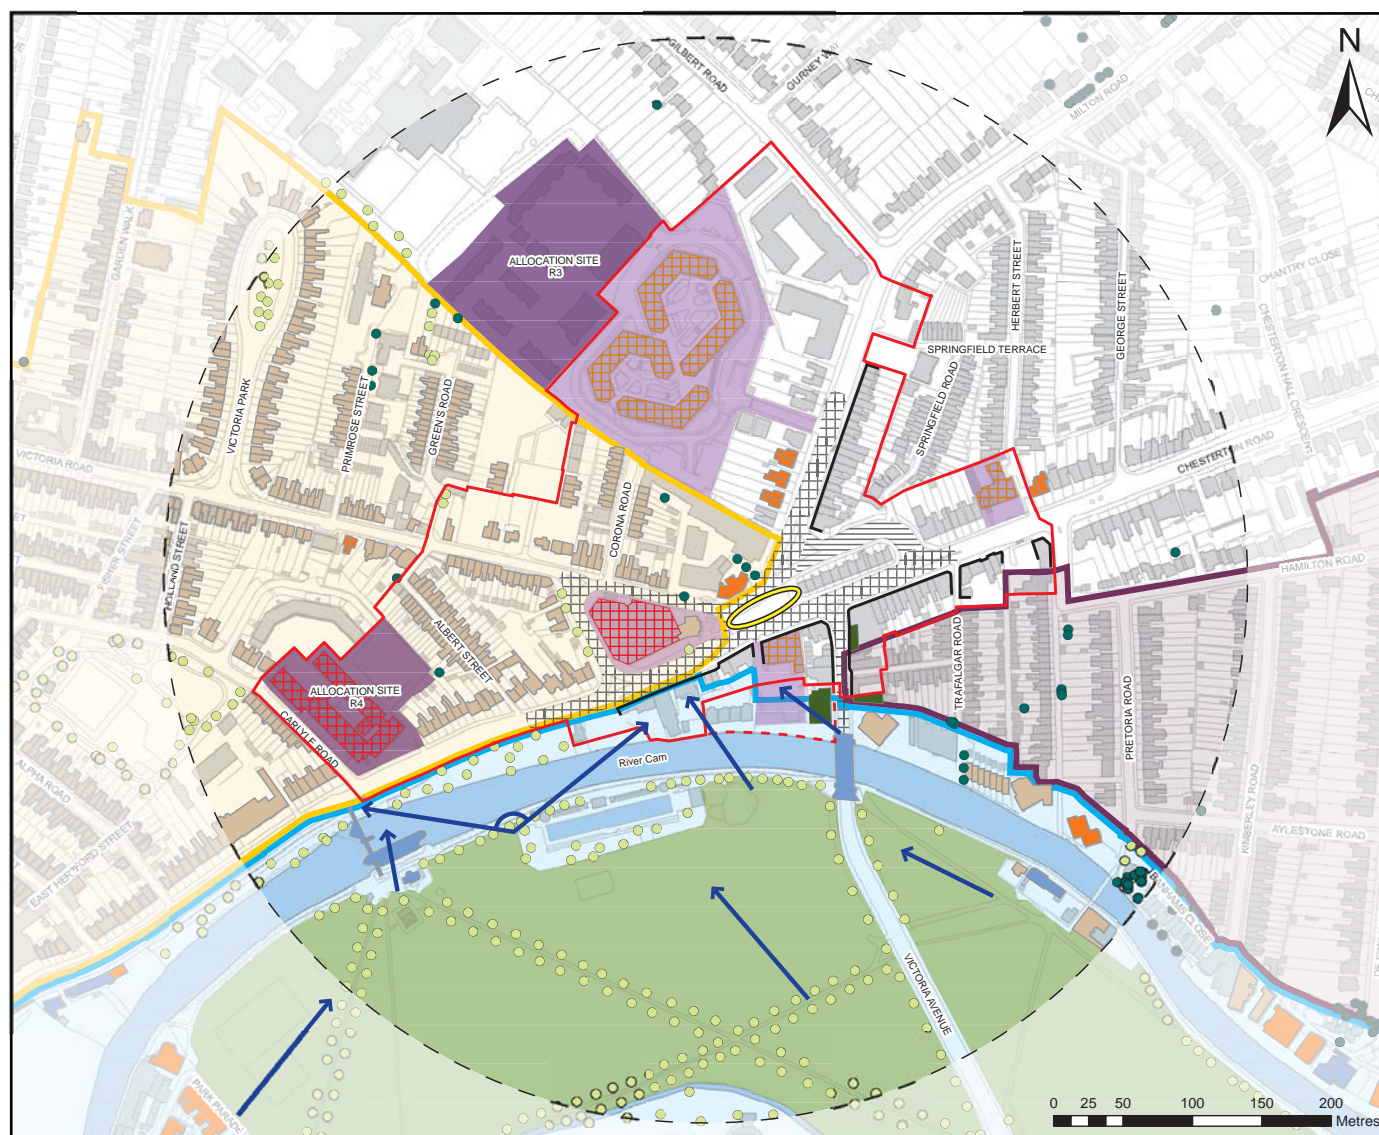 N
GILBERT ROAD
GURNEY WAY
MILTON ROAD
GARDEN WALK
ALLOCATION SITE
R3
CHANTRY CLOSE
HERBERT STREET
GEORGE STREET
CHESTERTON HALL CRESCENT
SPRINGFIELD TERRACE
SPRINGFIELD ROAD
VICTORIA PARK
PRIMROSE STREET
GREEN'S ROAD
VICTORIA ROAD
CHESTERTON ROAD
CORONA ROAD
FISHER STREET
HOLLAND STREET
HAMILTON ROAD
ALBERT STREET
TRAFALGAR ROAD
PRETORIA ROAD
ALLOCATION SITE
R4
CARLYLE ROAD
River Cam
ALPHA ROAD
KIMBERLEY ROAD
AYLESTONE ROAD
EAST HERTFORD STREET
BANHAMS CLOSE
VICTORIA AVENUE
PARK PARADE
0 25 50 100 150 200
Metres